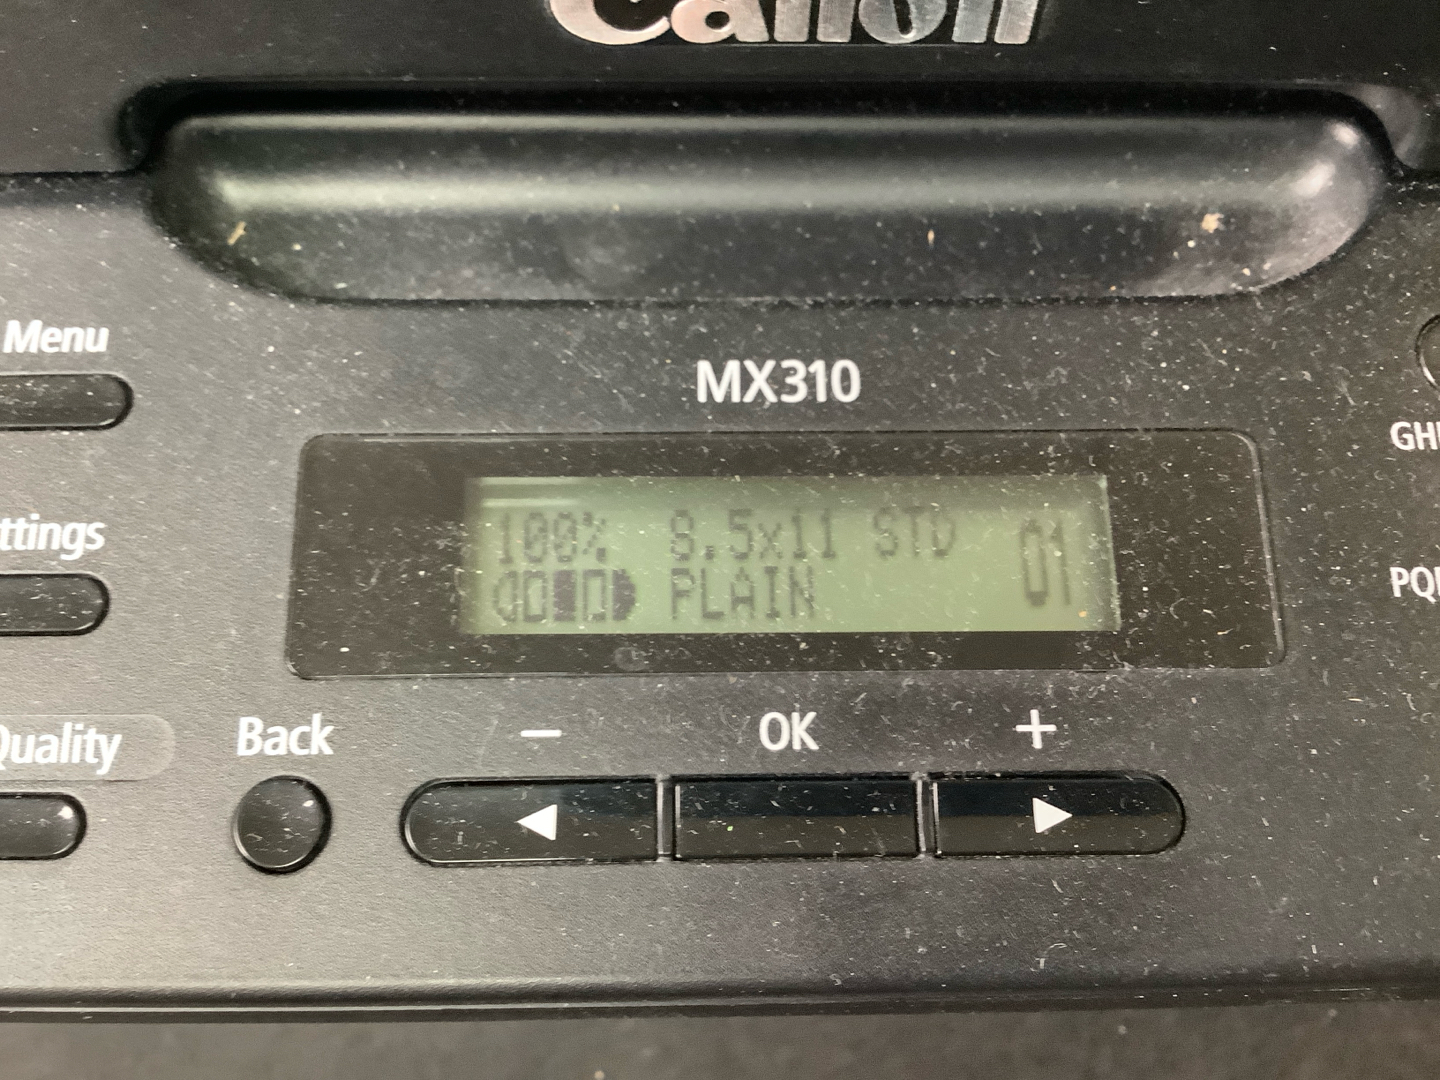 Canon
Menu
MX310
GHI
ttings
100% 8.5x11 STD 01
PLAIN
PQR
Quality
Back
− OK +